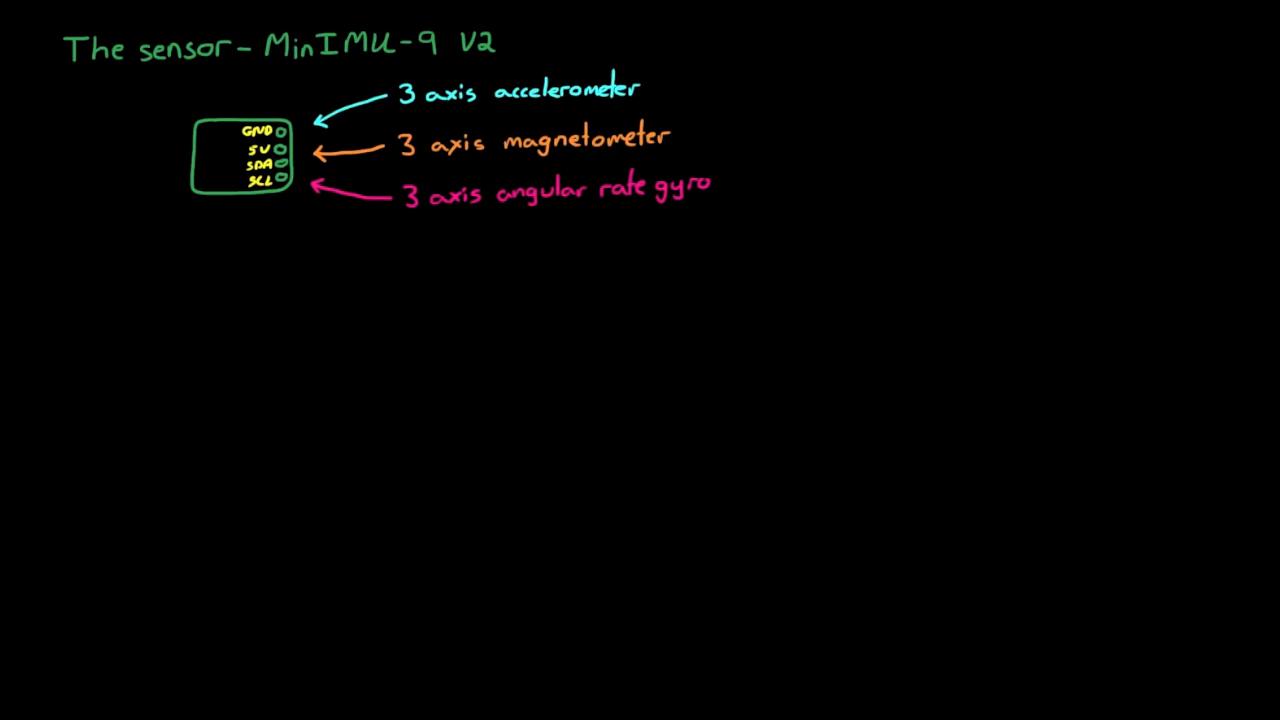 The sensor - MinIMU-9 V2
3 axis accelerometer
GND
5V
SDA
SCL
3 axis magnetometer
3 axis angular rate gyro